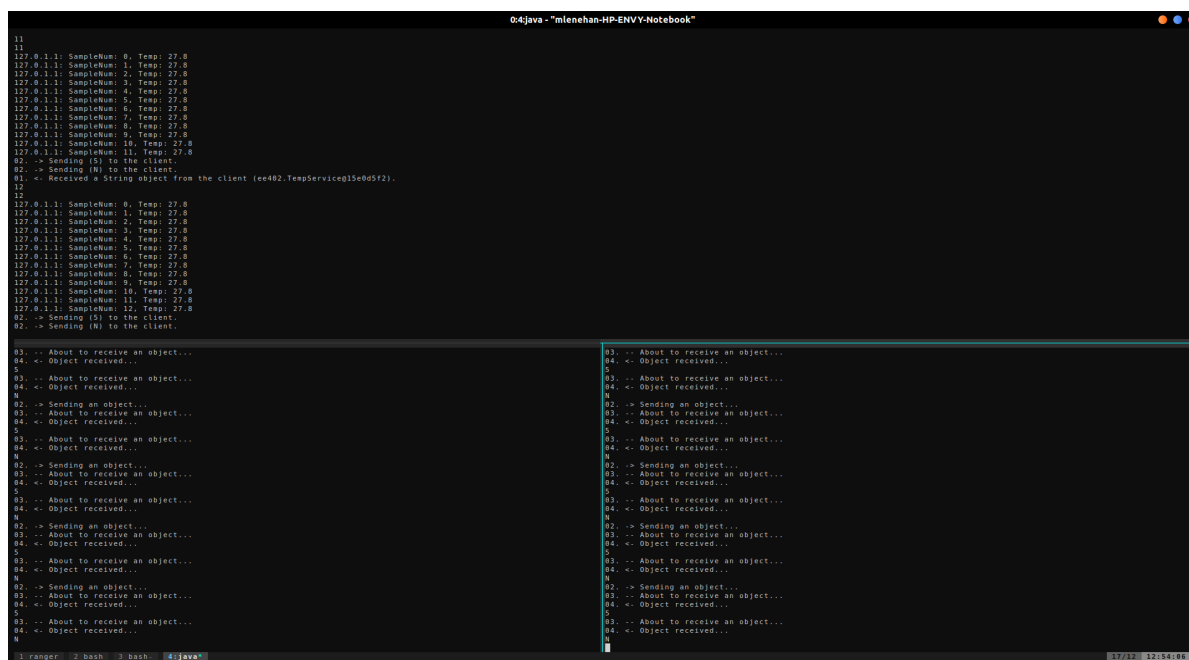 0:4:java - "mlenehan-HP-ENVY-Notebook"
11
11
127.0.1.1: SampleNum: 0, Temp: 27.8
127.0.1.1: SampleNum: 1, Temp: 27.8
127.0.1.1: SampleNum: 2, Temp: 27.8
127.0.1.1: SampleNum: 3, Temp: 27.8
127.0.1.1: SampleNum: 4, Temp: 27.8
127.0.1.1: SampleNum: 5, Temp: 27.8
127.0.1.1: SampleNum: 6, Temp: 27.8
127.0.1.1: SampleNum: 7, Temp: 27.8
127.0.1.1: SampleNum: 8, Temp: 27.8
127.0.1.1: SampleNum: 9, Temp: 27.8
127.0.1.1: SampleNum: 10, Temp: 27.8
127.0.1.1: SampleNum: 11, Temp: 27.8
02. -> Sending (5) to the client.
02. -> Sending (N) to the client.
01. <- Received a String object from the client (ee402.TempService@15e0d5f2).
12
12
127.0.1.1: SampleNum: 0, Temp: 27.8
127.0.1.1: SampleNum: 1, Temp: 27.8
127.0.1.1: SampleNum: 2, Temp: 27.8
127.0.1.1: SampleNum: 3, Temp: 27.8
127.0.1.1: SampleNum: 4, Temp: 27.8
127.0.1.1: SampleNum: 5, Temp: 27.8
127.0.1.1: SampleNum: 6, Temp: 27.8
127.0.1.1: SampleNum: 7, Temp: 27.8
127.0.1.1: SampleNum: 8, Temp: 27.8
127.0.1.1: SampleNum: 9, Temp: 27.8
127.0.1.1: SampleNum: 10, Temp: 27.8
127.0.1.1: SampleNum: 11, Temp: 27.8
127.0.1.1: SampleNum: 12, Temp: 27.8
02. -> Sending (5) to the client.
02. -> Sending (N) to the client.
03. -- About to receive an object...
04. <- Object received...
5
03. -- About to receive an object...
04. <- Object received...
N
02. -> Sending an object...
03. -- About to receive an object...
04. <- Object received...
5
03. -- About to receive an object...
04. <- Object received...
N
02. -> Sending an object...
03. -- About to receive an object...
04. <- Object received...
5
03. -- About to receive an object...
04. <- Object received...
N
02. -> Sending an object...
03. -- About to receive an object...
04. <- Object received...
5
03. -- About to receive an object...
04. <- Object received...
N
02. -> Sending an object...
03. -- About to receive an object...
04. <- Object received...
5
03. -- About to receive an object...
04. <- Object received...
N
03. -- About to receive an object...
04. <- Object received...
5
03. -- About to receive an object...
04. <- Object received...
N
02. -> Sending an object...
03. -- About to receive an object...
04. <- Object received...
5
03. -- About to receive an object...
04. <- Object received...
N
02. -> Sending an object...
03. -- About to receive an object...
04. <- Object received...
5
03. -- About to receive an object...
04. <- Object received...
N
02. -> Sending an object...
03. -- About to receive an object...
04. <- Object received...
5
03. -- About to receive an object...
04. <- Object received...
N
02. -> Sending an object...
03. -- About to receive an object...
04. <- Object received...
5
03. -- About to receive an object...
04. <- Object received...
N
1 ranger 2 bash 3 bash- 4:java* 17/12 12:54:06